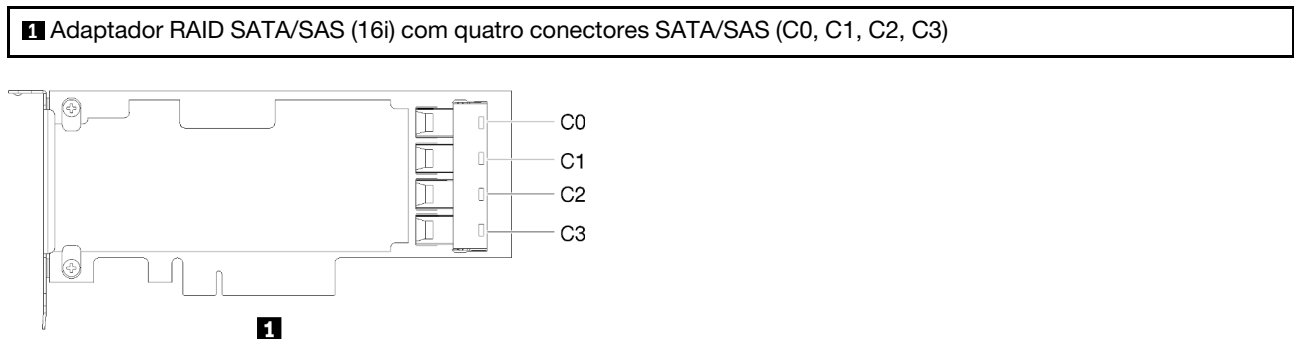 1 Adaptador RAID SATA/SAS (16i) com quatro conectores SATA/SAS (C0, C1, C2, C3)
C0
C1
C2
C3
1